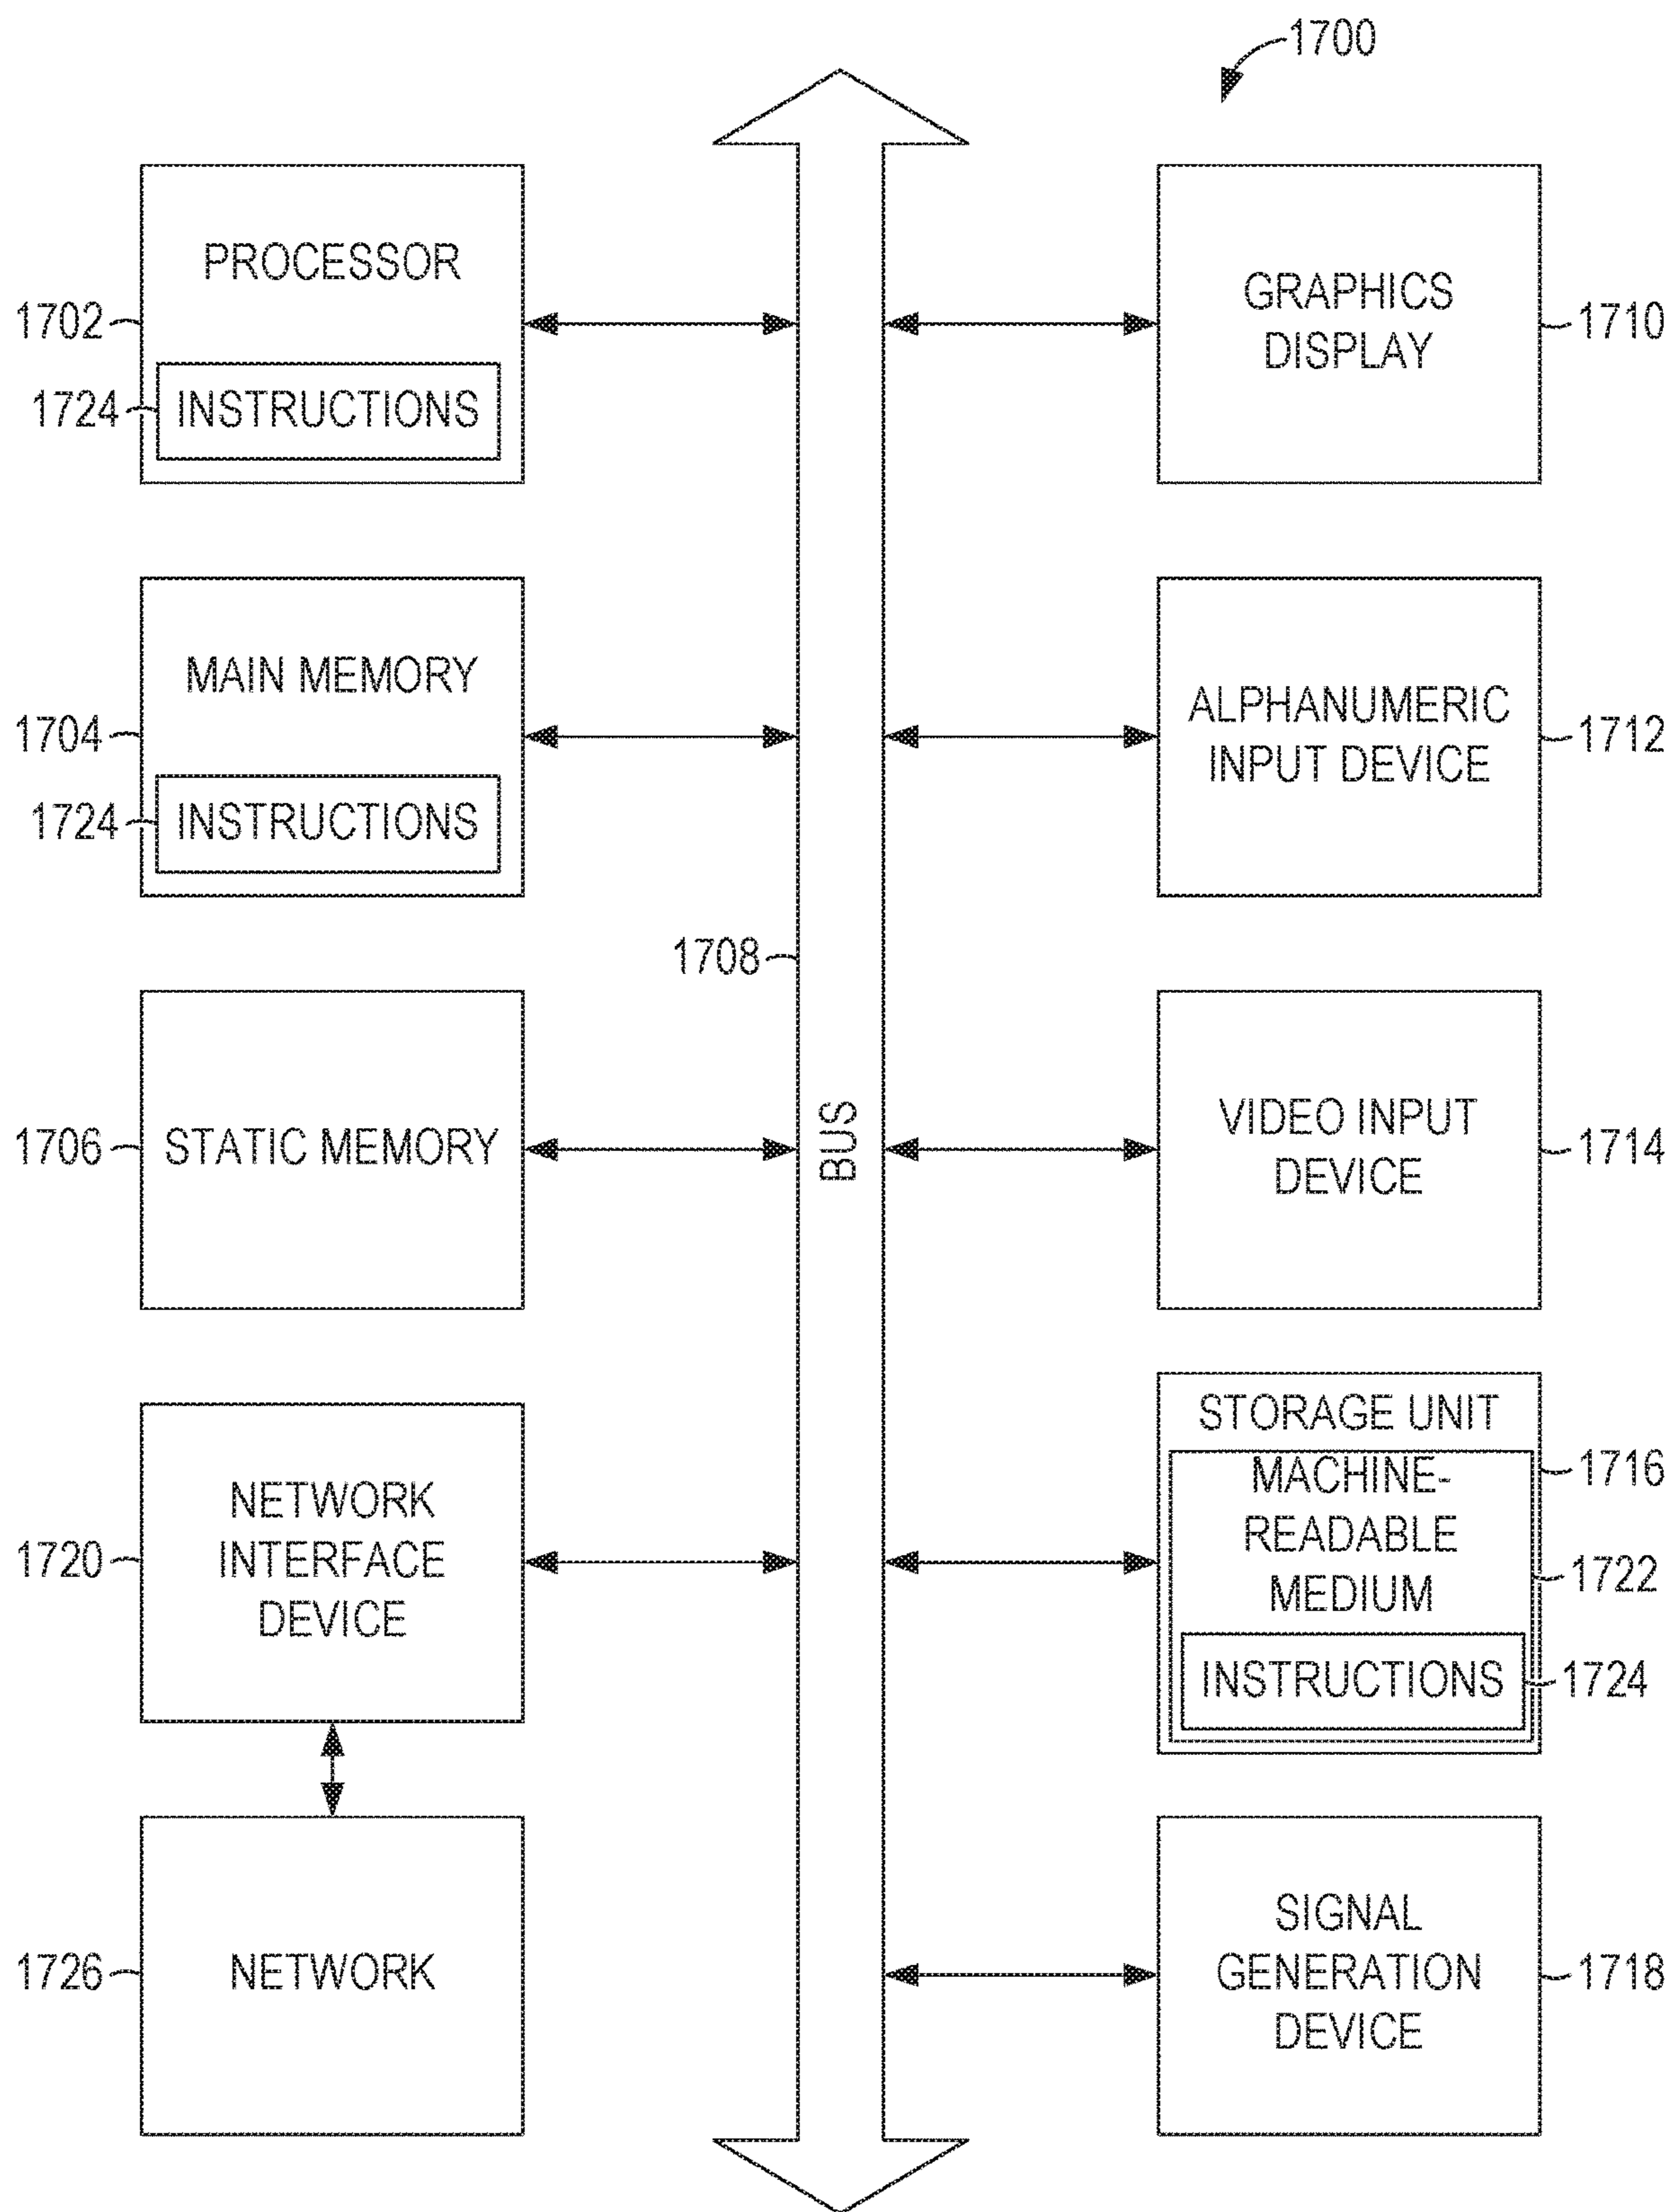 1700
PROCESSOR
1702
1724
INSTRUCTIONS
GRAPHICS
DISPLAY
1710
MAIN MEMORY
1704
1724
INSTRUCTIONS
ALPHANUMERIC
INPUT DEVICE
1712
1708
BUS
1706
STATIC MEMORY
VIDEO INPUT
DEVICE
1714
1720
NETWORK
INTERFACE
DEVICE
STORAGE UNIT
1716
MACHINE-
READABLE
MEDIUM
1722
INSTRUCTIONS
1724
1726
NETWORK
SIGNAL
GENERATION
DEVICE
1718